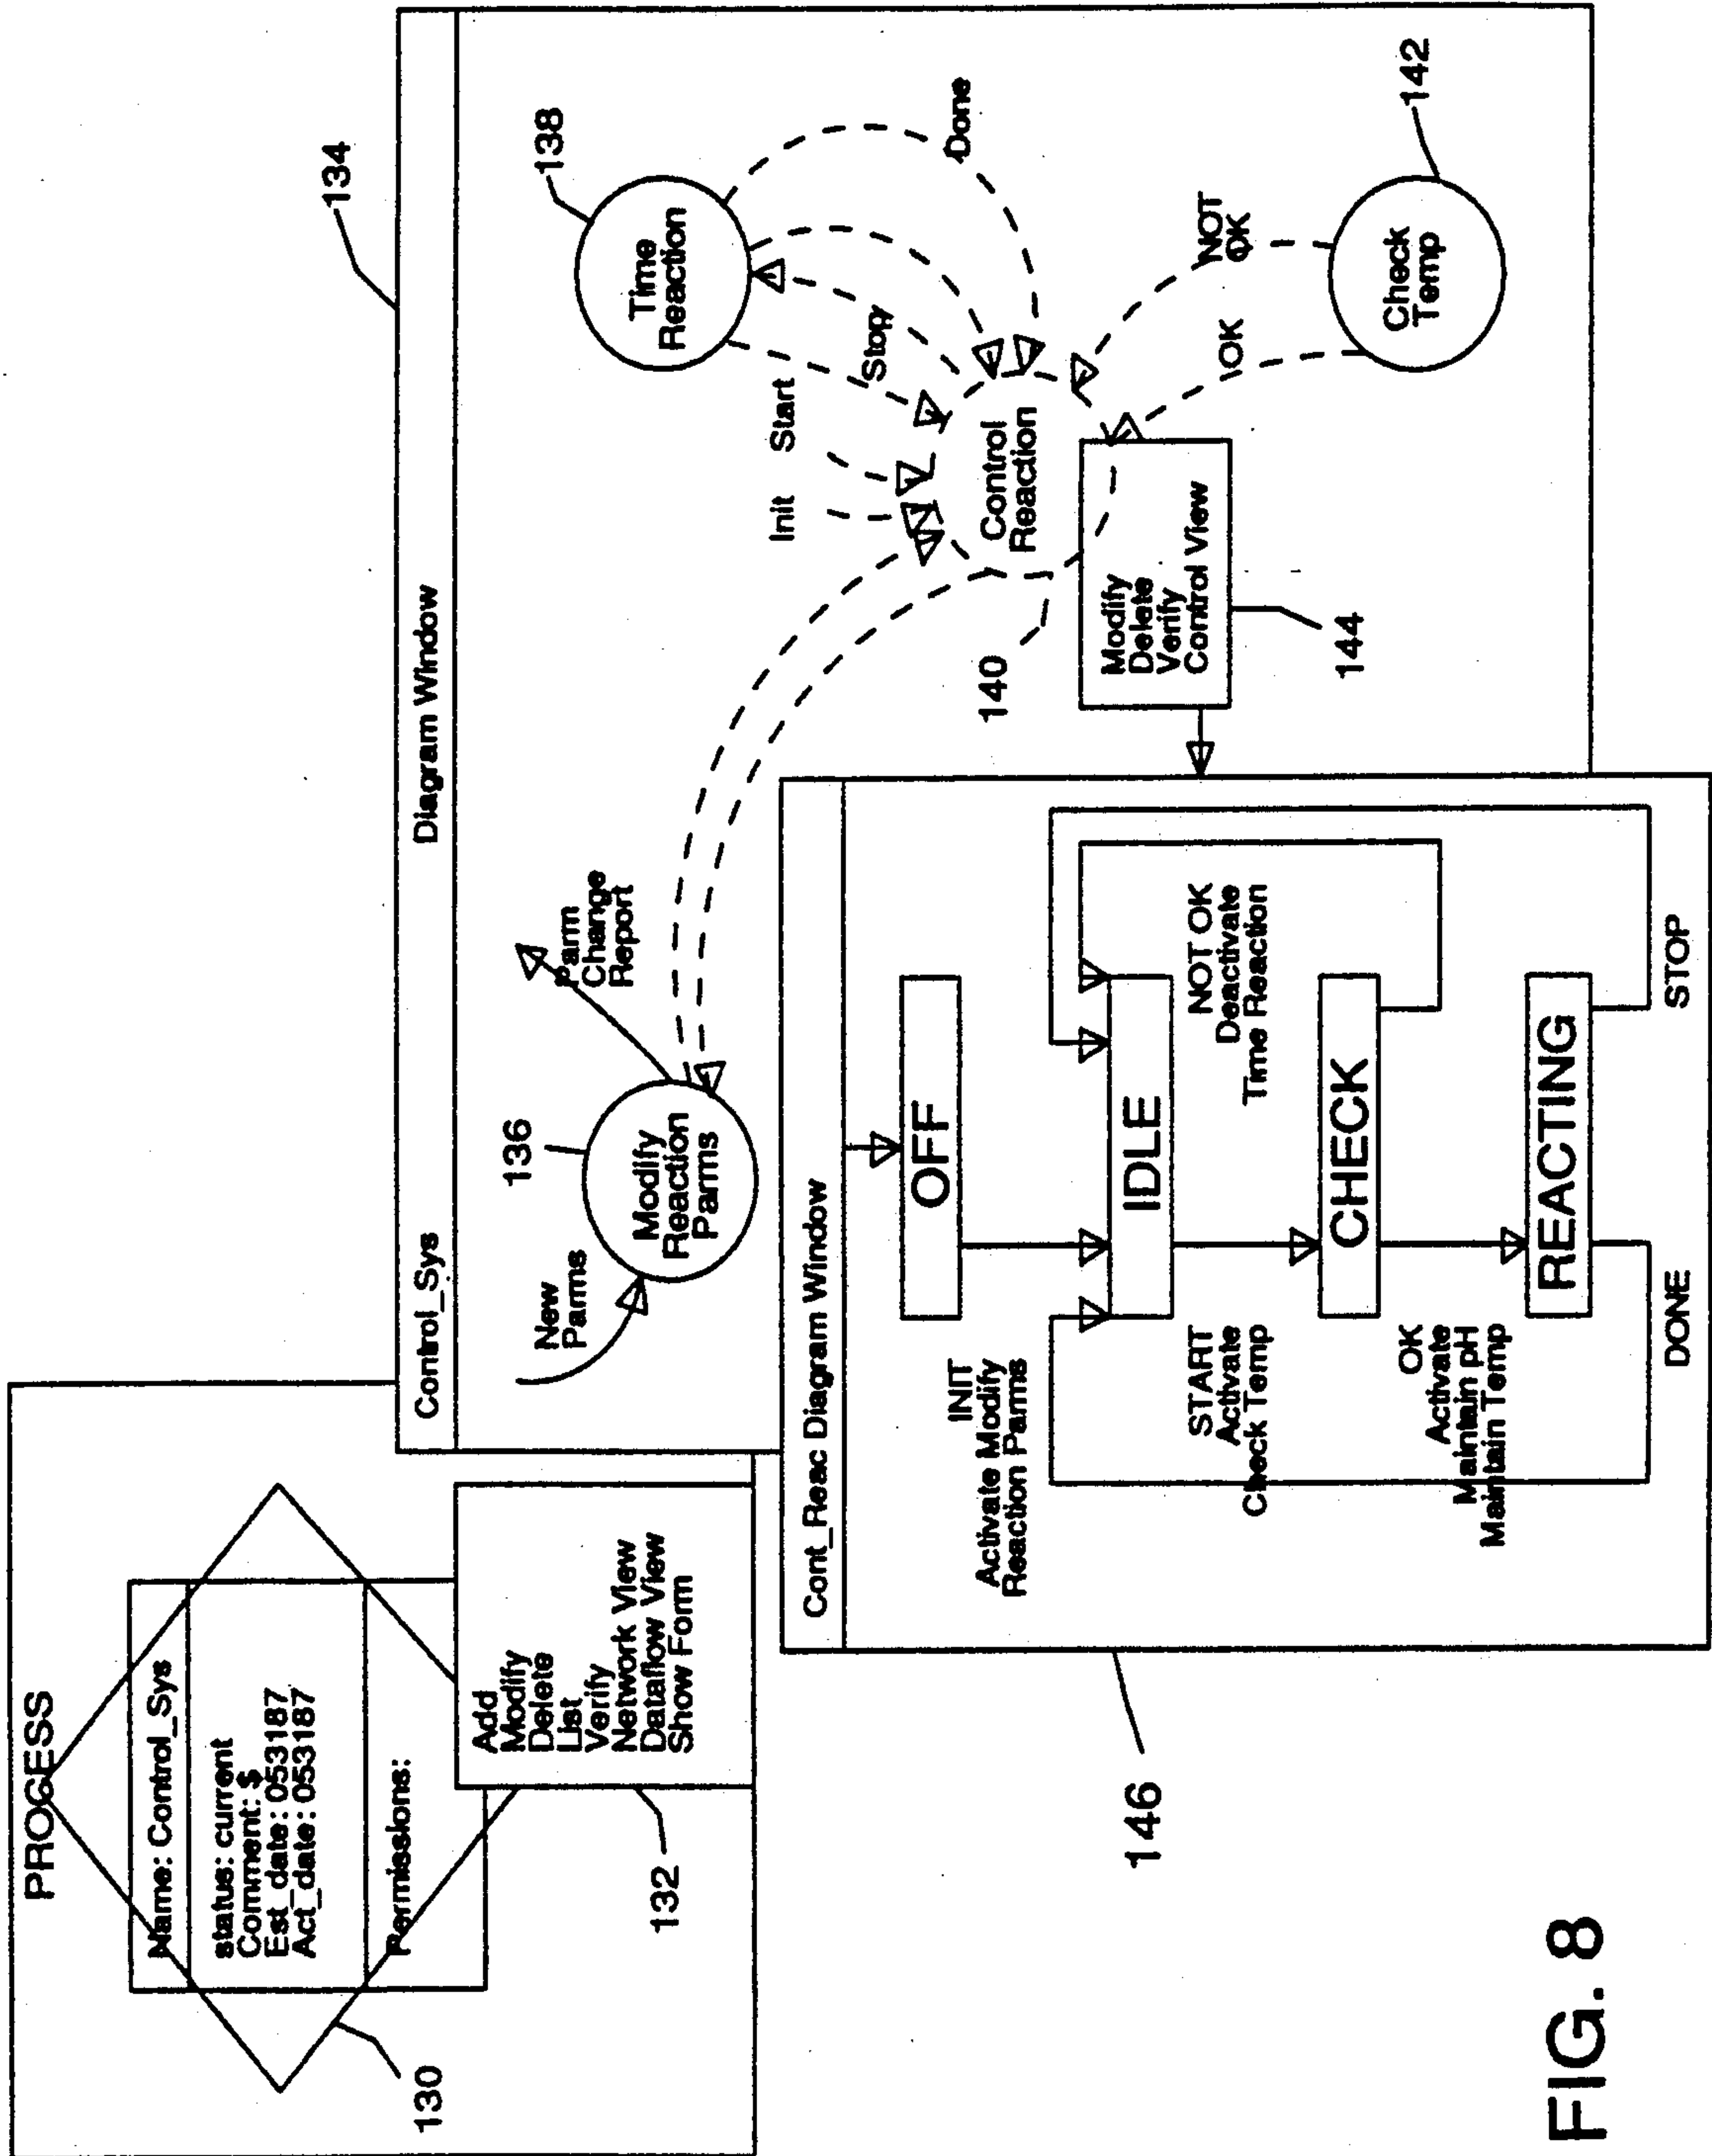 PROCESS
Name: Control_Sys
status: current
Comment: $
Est_date: 053187
Act_date: 053187
Permissions:
Add
Modify
Delete
List
Verify
Network View
Dataflow View
Show Form
130
132
Control_Sys
Diagram Window
134
New
Parms
136
Modify
Reaction
Parms
Parm
Change
Report
138
Time
Reaction
Init
Start
Stop
Done
Control
Reaction
140
NOT
OK
OK
Check
Temp
142
Modify
Delete
Verify
Control View
144
Cont_Reac Diagram Window
OFF
INIT
Activate Modify
Reaction Parms
IDLE
START
Activate
Check Temp
NOT OK
Deactivate
Time Reaction
CHECK
OK
Activate
Maintain pH
Maintain Temp
REACTING
DONE
STOP
146
FIG. 8